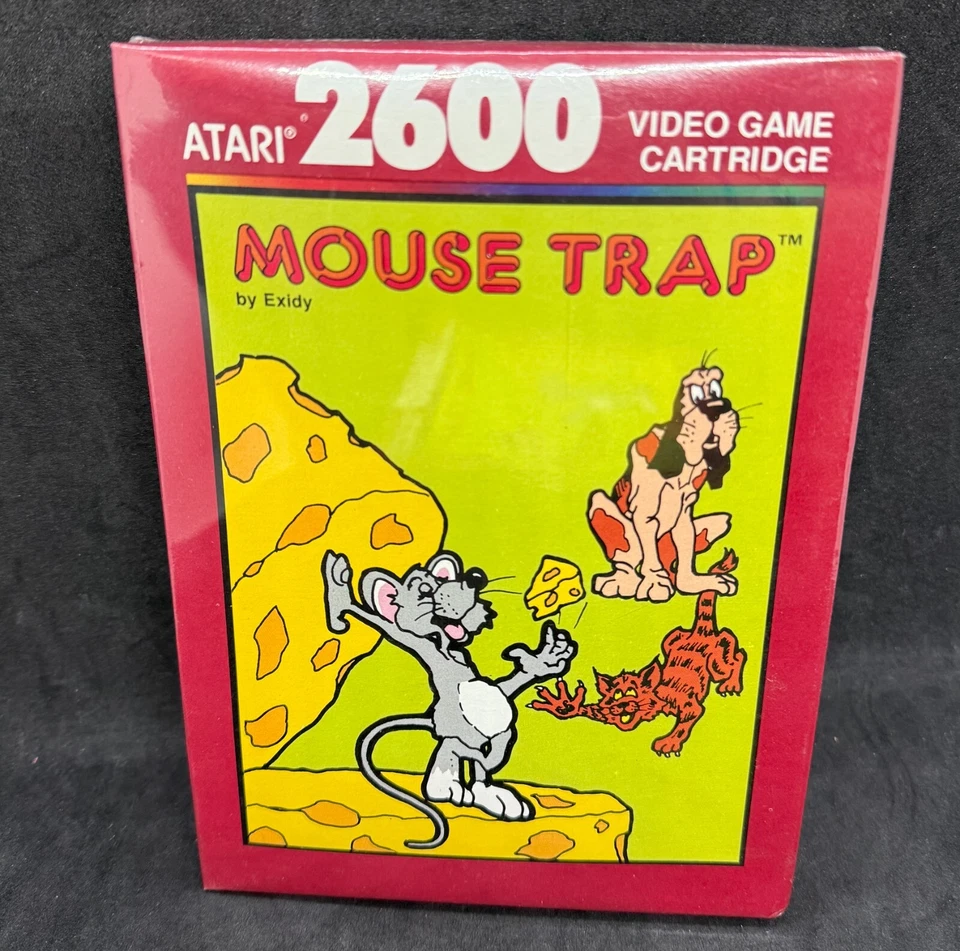 ATARI® 2600 VIDEO GAME
CARTRIDGE
MOUSE TRAP™
by Exidy